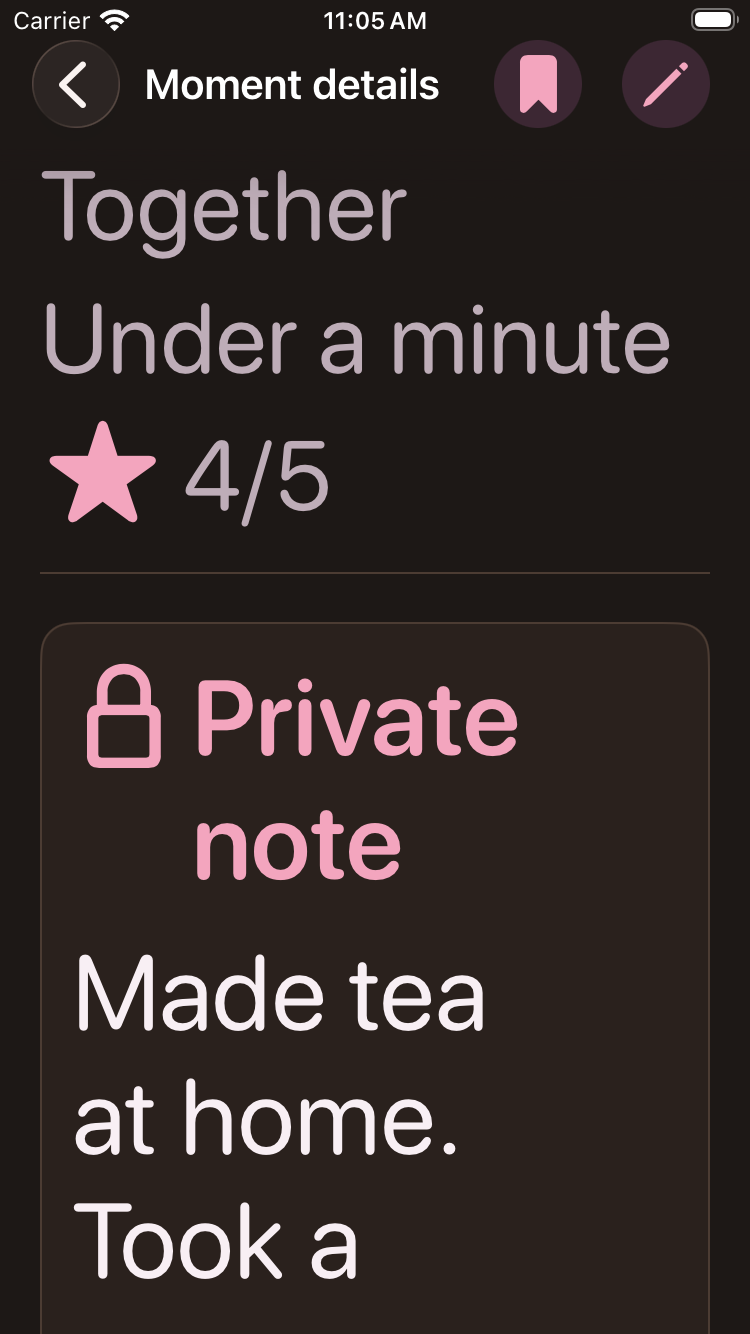 Carrier 11:05 AM
Moment details
Together
Under a minute
4/5
Private
note
Made tea
at home.
Took a